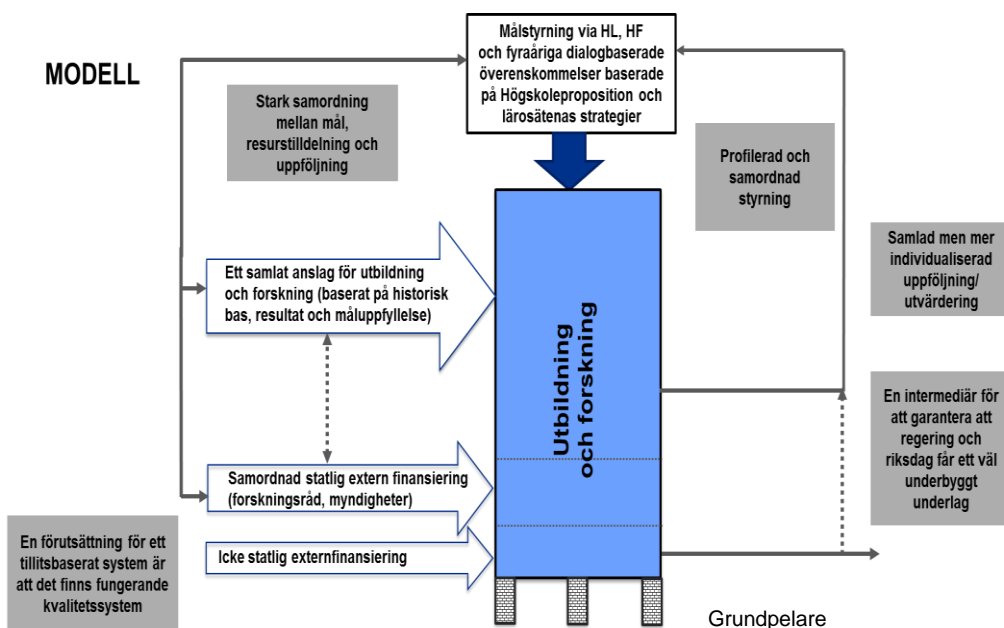 MODELL
Målstyrning via HL, HF
och fyraåriga dialogbaserade
överenskommelser baserade
på Högskoleproposition och
lärosätenas strategier
Stark samordning
mellan mål,
resurstilldelning och
uppföljning
Profilerad och
samordnad
styrning
Samlad men mer
individualiserad
uppföljning/
utvärdering
Ett samlat anslag för utbildning
och forskning (baserat på historisk
bas, resultat och måluppfyllelse)
Utbildning
och forskning
En intermediär för
att garantera att
regering och
riksdag får ett väl
underbyggt
underlag
Samordnad statlig extern finansiering
(forskningsråd, myndigheter)
En förutsättning för ett
tillitsbaserat system är
att det finns fungerande
kvalitetssystem
Icke statlig externfinansiering
Grundpelare